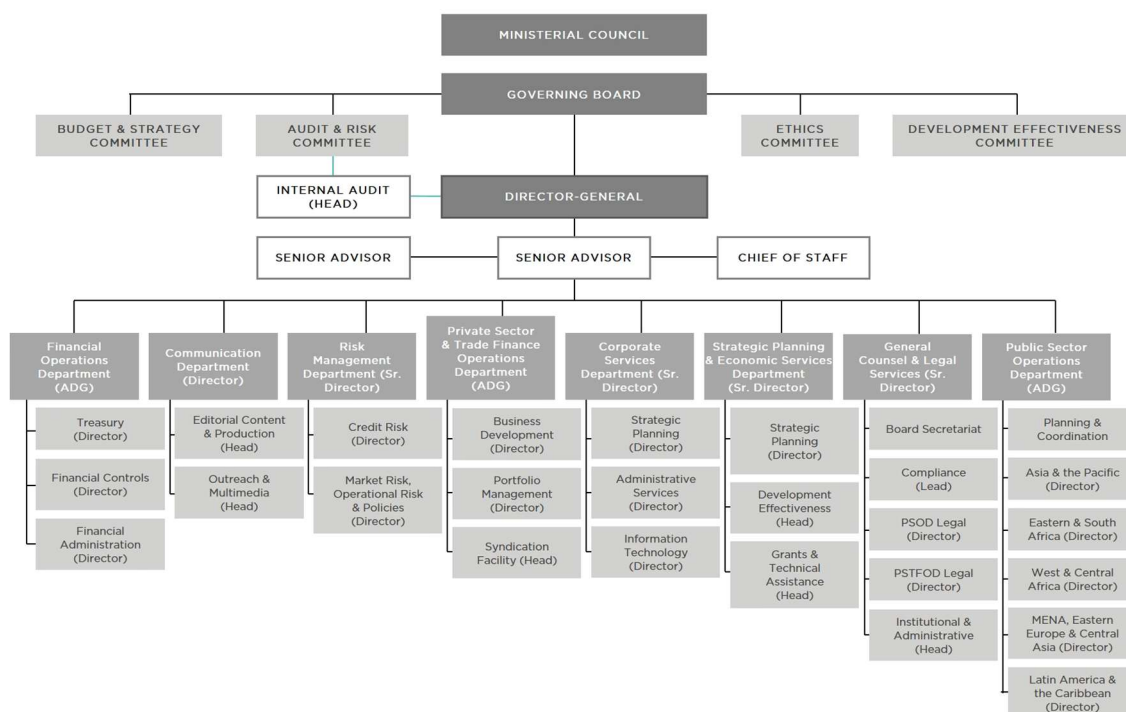 MINISTERIAL COUNCIL
GOVERNING BOARD
BUDGET & STRATEGY
COMMITTEE
AUDIT & RISK
COMMITTEE
ETHICS
COMMITTEE
DEVELOPMENT EFFECTIVENESS
COMMITTEE
INTERNAL AUDIT
(HEAD)
DIRECTOR-GENERAL
SENIOR ADVISOR
SENIOR ADVISOR
CHIEF OF STAFF
Financial
Operations
Department
(ADG)
Treasury
(Director)
Financial Controls
(Director)
Financial
Administration
(Director)
Communication
Department
(Director)
Editorial Content
& Production
(Head)
Outreach &
Multimedia
(Head)
Risk
Management
Department (Sr.
Director)
Credit Risk
(Director)
Market Risk,
Operational Risk
& Policies
(Director)
Private Sector
& Trade Finance
Operations
Department
(ADG)
Business
Development
(Director)
Portfolio
Management
(Director)
Syndication
Facility (Head)
Corporate
Services
Department (Sr.
Director)
Strategic
Planning
(Director)
Administrative
Services
(Director)
Information
Technology
(Director)
Strategic Planning
& Economic Services
Department
(Sr. Director)
Strategic
Planning
(Director)
Development
Effectiveness
(Head)
Grants &
Technical
Assistance
(Head)
General
Counsel & Legal
Services (Sr.
Director)
Board Secretariat
Compliance
(Lead)
PSOD Legal
(Director)
PSTFOD Legal
(Director)
Institutional &
Administrative
(Head)
Public Sector
Operations
Department
(ADG)
Planning &
Coordination
Asia & the Pacific
(Director)
Eastern & South
Africa (Director)
West & Central
Africa (Director)
MENA, Eastern
Europe & Central
Asia (Director)
Latin America &
the Caribbean
(Director)